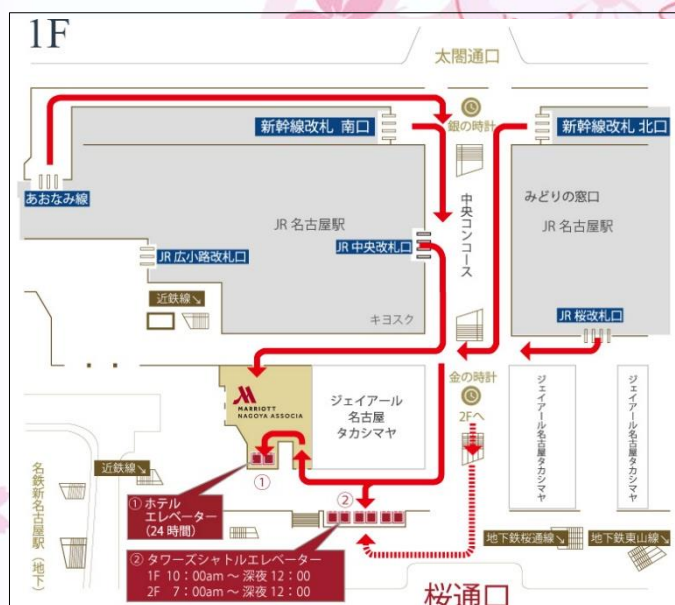 1F
太閤通口
新幹線改札 南口
銀の時計
新幹線改札 北口
あおなみ線
中央コンコース
みどりの窓口
JR 名古屋駅
JR 名古屋駅
JR 中央改札口
JR 広小路改札口
近鉄線↘
キヨスク
JR 桜改札口
金の時計
2Fへ
MARRIOTT
NAGOYA ASSOCIA
ジェイアール
名古屋
タカシマヤ
ジェイアール名古屋タカシマヤ
ジェイアール名古屋タカシマヤ
名鉄新名古屋駅（地下）
近鉄線↘
①
②
① ホテル
エレベーター
（24 時間）
② タワーズシャトルエレベーター
1F 10：00am ～ 深夜 12：00
2F 7：00am ～ 深夜 12：00
地下鉄桜通線↘
地下鉄東山線↘
桜通口